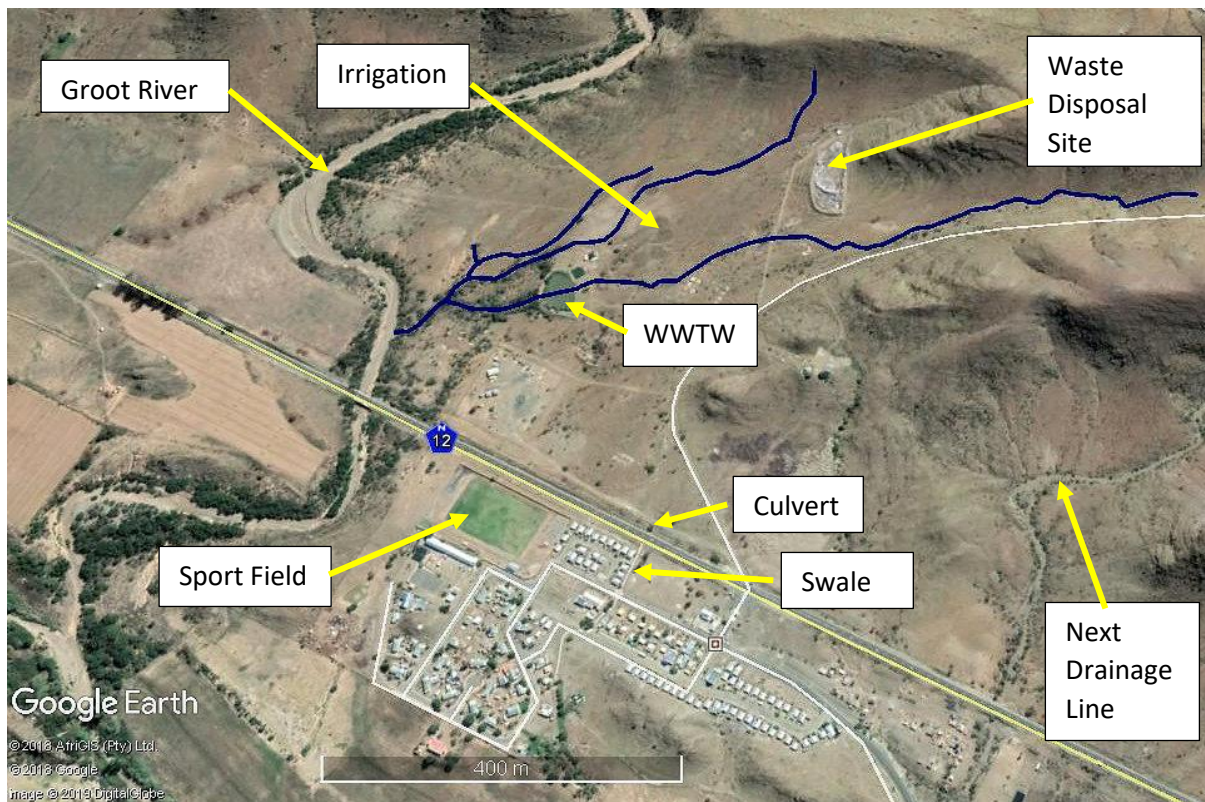 Groot River
Irrigation
Waste
Disposal
Site
WWTW
N
12
Culvert
Sport Field
Swale
Next
Drainage
Line
Google Earth
© 2018 AfriGIS (Pty) Ltd.
© 2018 Google
Image © 2019 DigitalGlobe
400 m